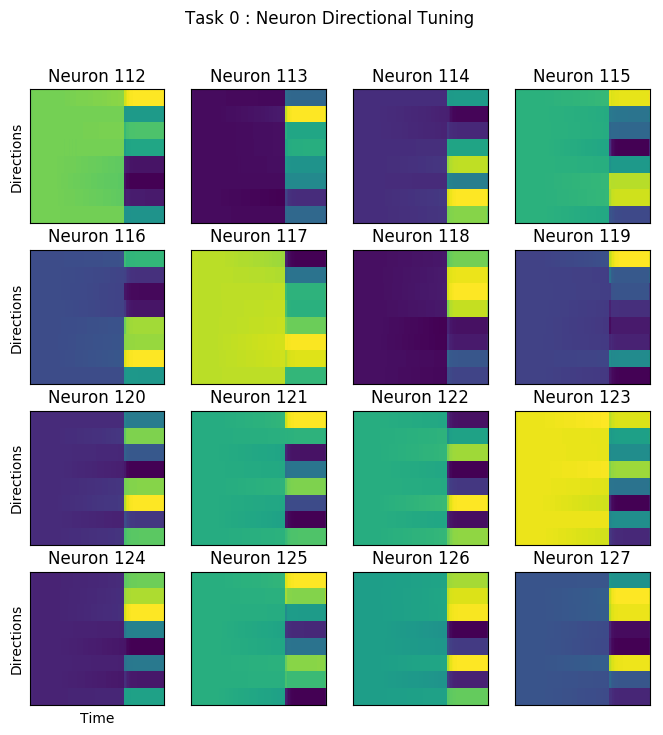 Task 0 : Neuron Directional Tuning
Neuron 112 Neuron 113 Neuron 114 Neuron 115
Directions
Neuron 116 Neuron 117 Neuron 118 Neuron 119
Directions
Neuron 120 Neuron 121 Neuron 122 Neuron 123
Directions
Neuron 124 Neuron 125 Neuron 126 Neuron 127
Directions
Time